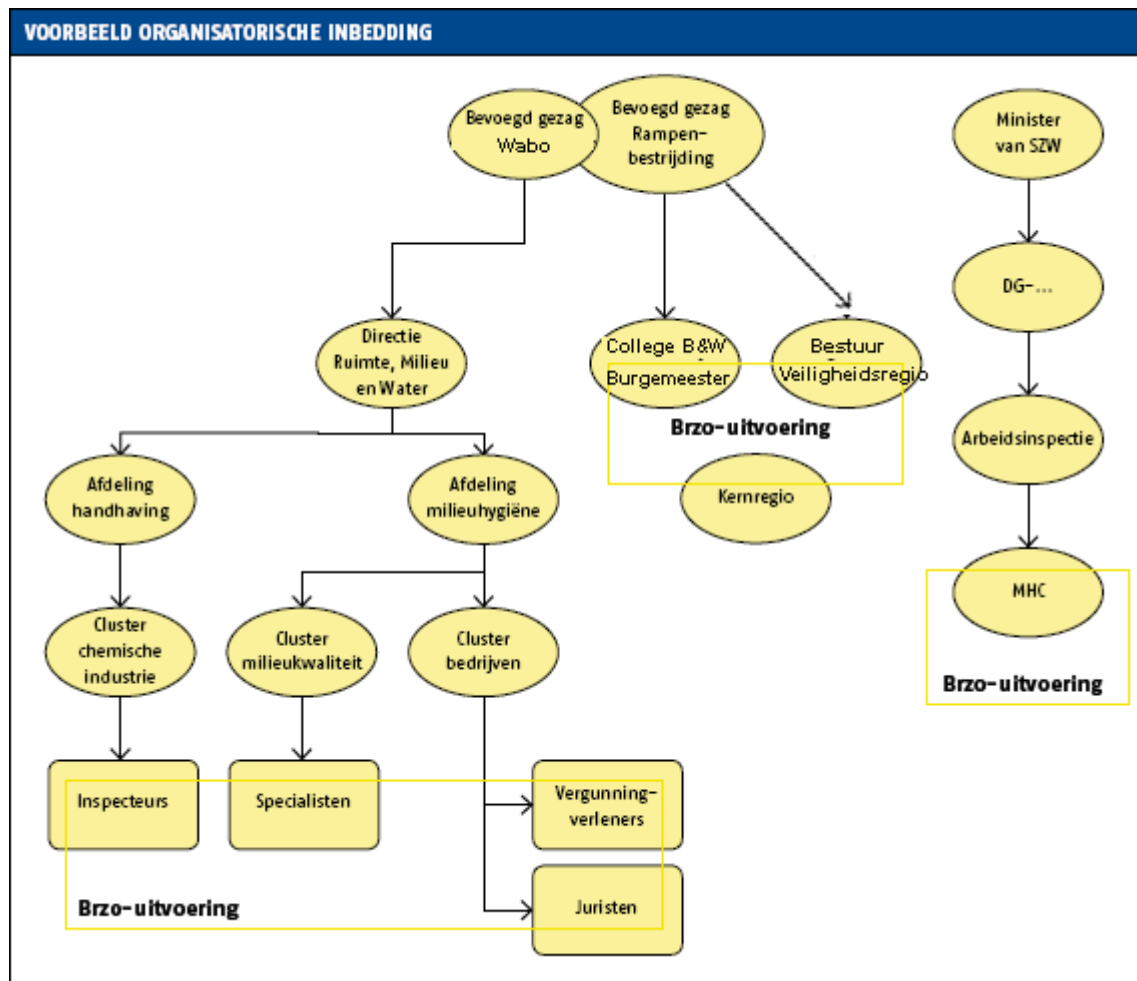 VOORBEELD ORGANISATORISCHE INBEDDING
Bevoegd gezag
Wabo
Bevoegd gezag
Rampen-
bestrijding
Minister
van SZW
DG-...
Directie
Ruimte, Milieu
en Water
College B&W
Burgemeester
Bestuur
Veiligheidsregio
Brzo-uitvoering
Kernregio
Arbeidsinspectie
Afdeling
handhaving
Afdeling
milieuhygiëne
MHC
Brzo-uitvoering
Cluster
chemische
industrie
Cluster
milieukwaliteit
Cluster
bedrijven
Inspecteurs
Specialisten
Vergunning-
verleners
Juristen
Brzo-uitvoering